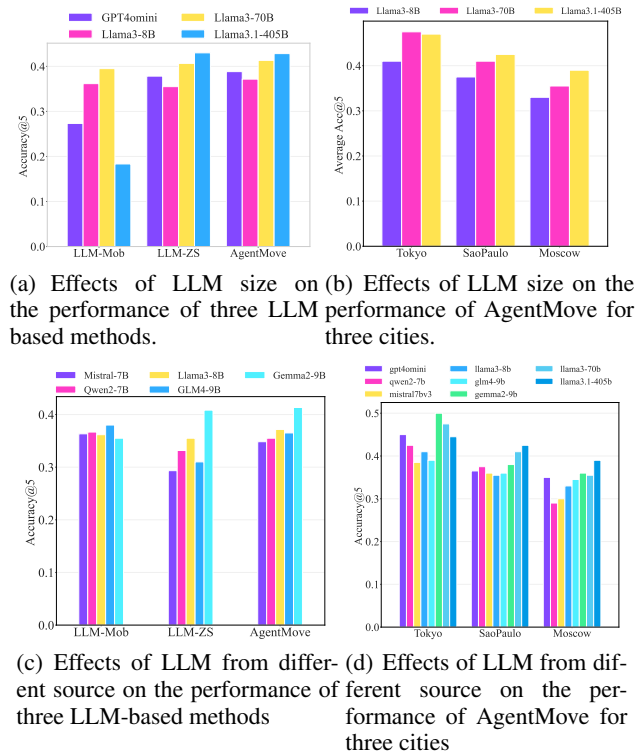 GPT4omini Llama3-70B
Llama3-8B Llama3.1-405B
Accuracy@5
0.4
0.3
0.2
0.1
0.0
LLM-Mob LLM-ZS AgentMove
(a) Effects of LLM size on
the performance of three LLM
based methods.
Llama3-8B Llama3-70B Llama3.1-405B
Average Acc@5
0.5
0.4
0.3
0.2
0.1
0.0
Tokyo SaoPaulo Moscow
(b) Effects of LLM size on the
performance of AgentMove for
three cities.
Mistral-7B Llama3-8B Gemma2-9B
Qwen2-7B GLM4-9B
Accuracy@5
0.4
0.3
0.2
0.1
0.0
LLM-Mob LLM-ZS AgentMove
(c) Effects of LLM from differ-
ent source on the performance of
three LLM-based methods
gpt4omini llama3-8b llama3-70b
qwen2-7b glm4-9b llama3.1-405b
mistral7bv3 gemma2-9b
Accuracy@5
0.5
0.4
0.3
0.2
0.1
0.0
Tokyo SaoPaulo Moscow
(d) Effects of LLM from dif-
ferent source on the per-
formance of AgentMove for
three cities